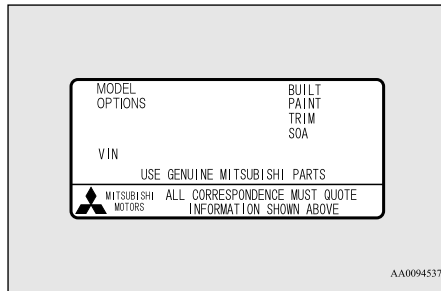 MODEL BUILT
OPTIONS PAINT
TRIM
SOA
VIN
USE GENUINE MITSUBISHI PARTS
MITSUBISHI MOTORS ALL CORRESPONDENCE MUST QUOTE
INFORMATION SHOWN ABOVE
AA0094537